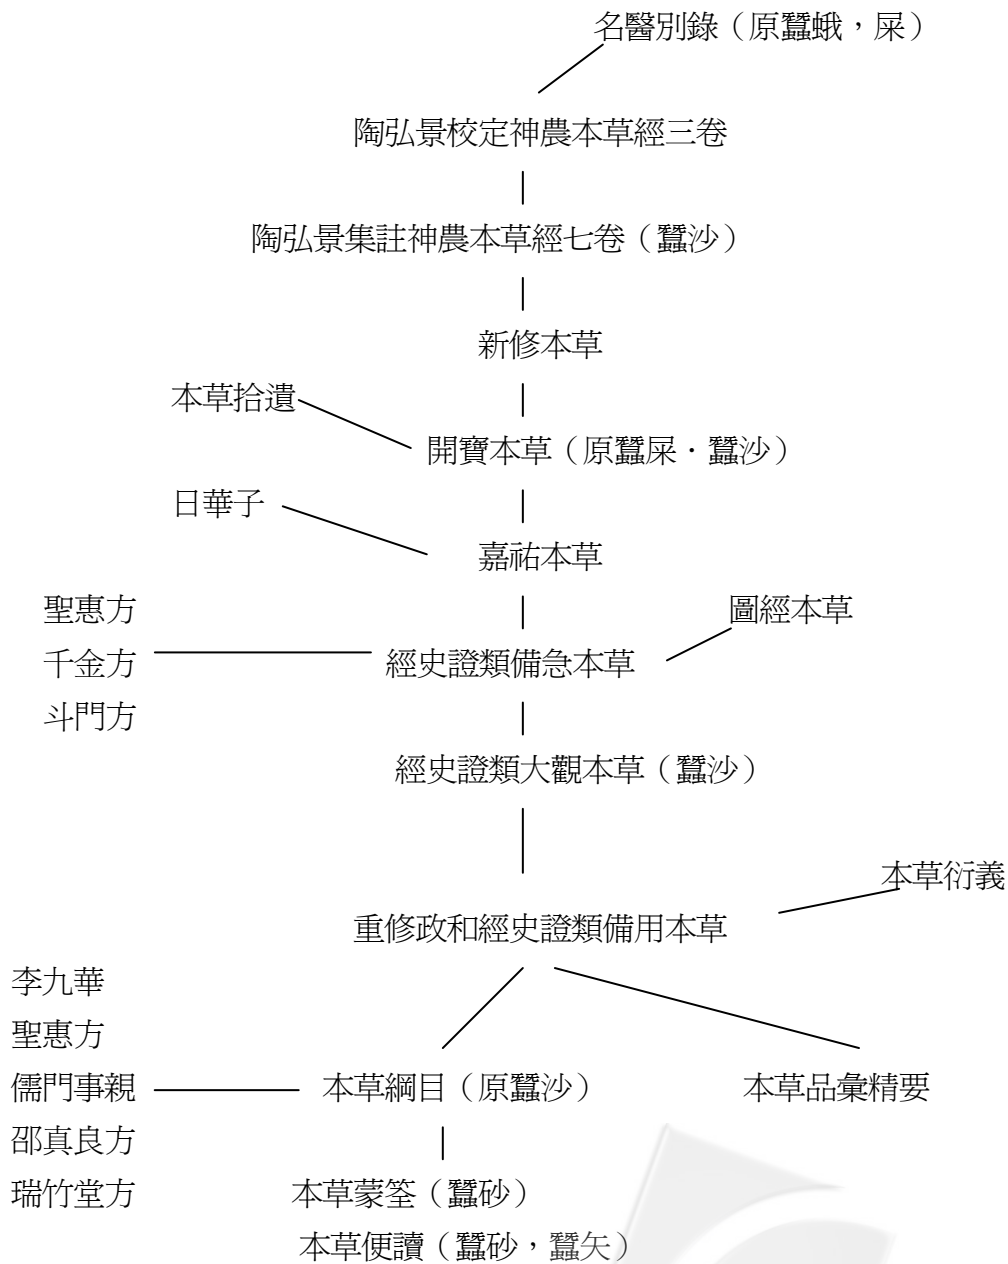 名醫別錄（原蠶蛾，屎）
陶弘景校定神農本草經三卷
陶弘景集註神農本草經七卷（蠶沙）
新修本草
本草拾遺
開寶本草（原蠶屎．蠶沙）
日華子
嘉祐本草
聖惠方
圖經本草
千金方
經史證類備急本草
斗門方
經史證類大觀本草（蠶沙）
本草衍義
重修政和經史證類備用本草
李九華
聖惠方
儒門事親
本草綱目（原蠶沙）
本草品彙精要
邵真良方
瑞竹堂方
本草蒙筌（蠶砂）
本草便讀（蠶砂，蠶矢）